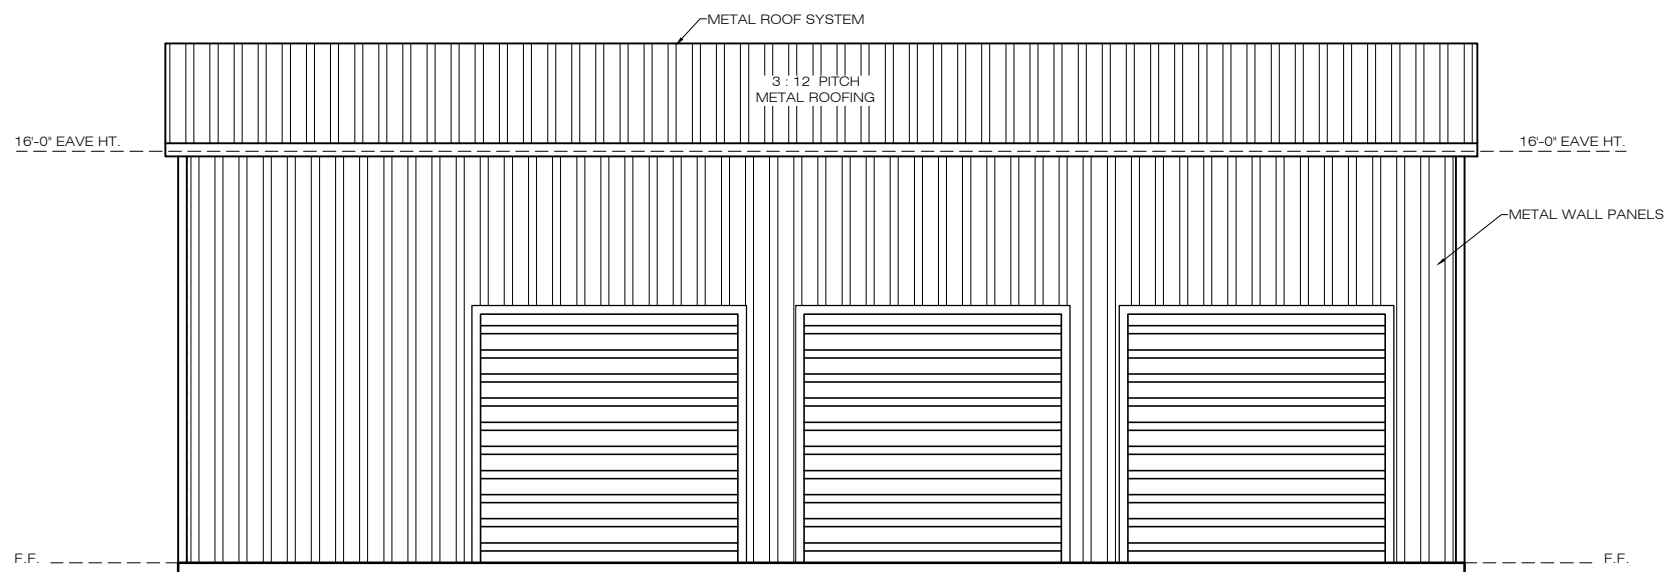 METAL ROOF SYSTEM
3 : 12 PITCH
METAL ROOFING
16'-0" EAVE HT.
16'-0" EAVE HT.
METAL WALL PANELS
F.F.
F.F.